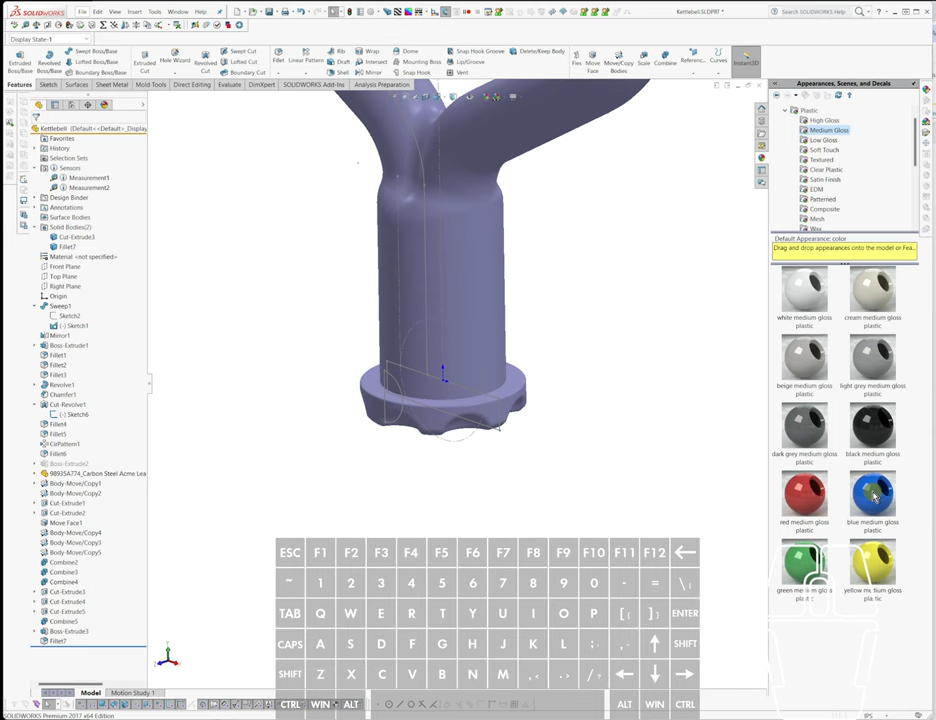 SOLIDWORKS File Edit View Insert Tools Window Help Kettlebell.SLDPRT Search SOLIDWORKS Help
Display State-1
Extruded Boss/Base Revolved Boss/Base Swept Boss/Base Lofted Boss/Base Boundary Boss/Base Extruded Cut Hole Wizard Revolved Cut Swept Cut Lofted Cut Boundary Cut Fillet Linear Pattern Rib Draft Shell Wrap Intersect Mirror Dome Mounting Boss Snap Hook Snap Hook Groove Lip/Groove Vent Delete/Keep Body Flex Move Face Move/Copy Bodies Scale Combine Referenc... Curves Instant3D
Features Sketch Surfaces Sheet Metal Mold Tools Direct Editing Evaluate DimXpert SOLIDWORKS Add-Ins Analysis Preparation
Kettlebell (Default<<Default>_Display
Favorites
History
Selection Sets
Sensors
Measurement1
Measurement2
Design Binder
Annotations
Surface Bodies
Solid Bodies(2)
Cut-Extrude3
Fillet7
Material <not specified>
Front Plane
Top Plane
Right Plane
Origin
Sweep1
Sketch2
(-) Sketch1
Mirror1
Boss-Extrude1
Fillet1
Fillet2
Fillet3
Revolve1
Chamfer1
Cut-Revolve1
(-) Sketch6
Fillet4
Fillet5
CirPattern1
Fillet6
Boss-Extrude2
98935A774_Carbon Steel Acme Lea
Body-Move/Copy1
Body-Move/Copy2
Cut-Extrude1
Cut-Extrude2
Move Face1
Body-Move/Copy4
Body-Move/Copy3
Body-Move/Copy5
Combine2
Combine3
Combine4
Cut-Extrude3
Cut-Extrude4
Cut-Extrude5
Combine5
Boss-Extrude3
Fillet7
Model Motion Study 1
SOLIDWORKS Premium 2017 x64 Edition
Appearances, Scenes, and Decals
Plastic
High Gloss
Medium Gloss
Low Gloss
Soft Touch
Textured
Clear Plastic
Satin Finish
EDM
Patterned
Composite
Mesh
Wax
Default Appearance: color
Drag and drop appearances onto the model or Fea...
white medium gloss plastic
cream medium gloss plastic
beige medium gloss plastic
light grey medium gloss plastic
dark grey medium gloss plastic
black medium gloss plastic
red medium gloss plastic
blue medium gloss plastic
green medium gloss plastic
yellow medium gloss plastic
ESC F1 F2 F3 F4 F5 F6 F7 F8 F9 F10 F11 F12 ←
~ 1 2 3 4 5 6 7 8 9 0 - = \|
TAB Q W E R T Y U I O P [{ ]} ENTER
CAPS A S D F G H J K L ;: ,. ↑ SHIFT
SHIFT Z X C V B N M ,< .> /? ← ↓ →
CTRL WIN ALT ALT WIN CTRL
IPS